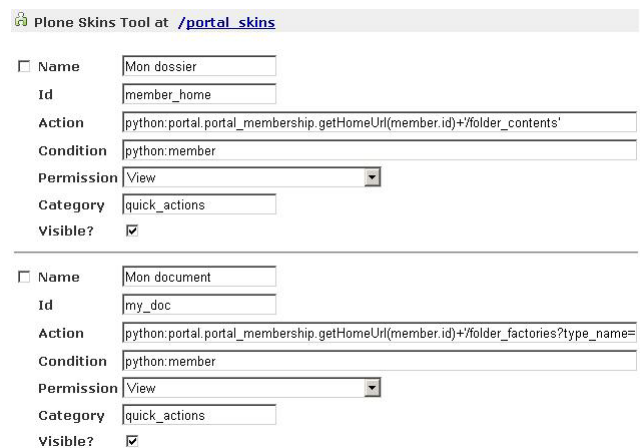 Plone Skins Tool at /portal_skins
Name Mon dossier
Id member_home
Action python:portal.portal_membership.getHomeUrl(member.id)+'/folder_contents'
Condition python:member
Permission View
Category quick_actions
Visible?
Name Mon document
Id my_doc
Action python:portal.portal_membership.getHomeUrl(member.id)+'/folder_factories?type_name=
Condition python:member
Permission View
Category quick_actions
Visible?